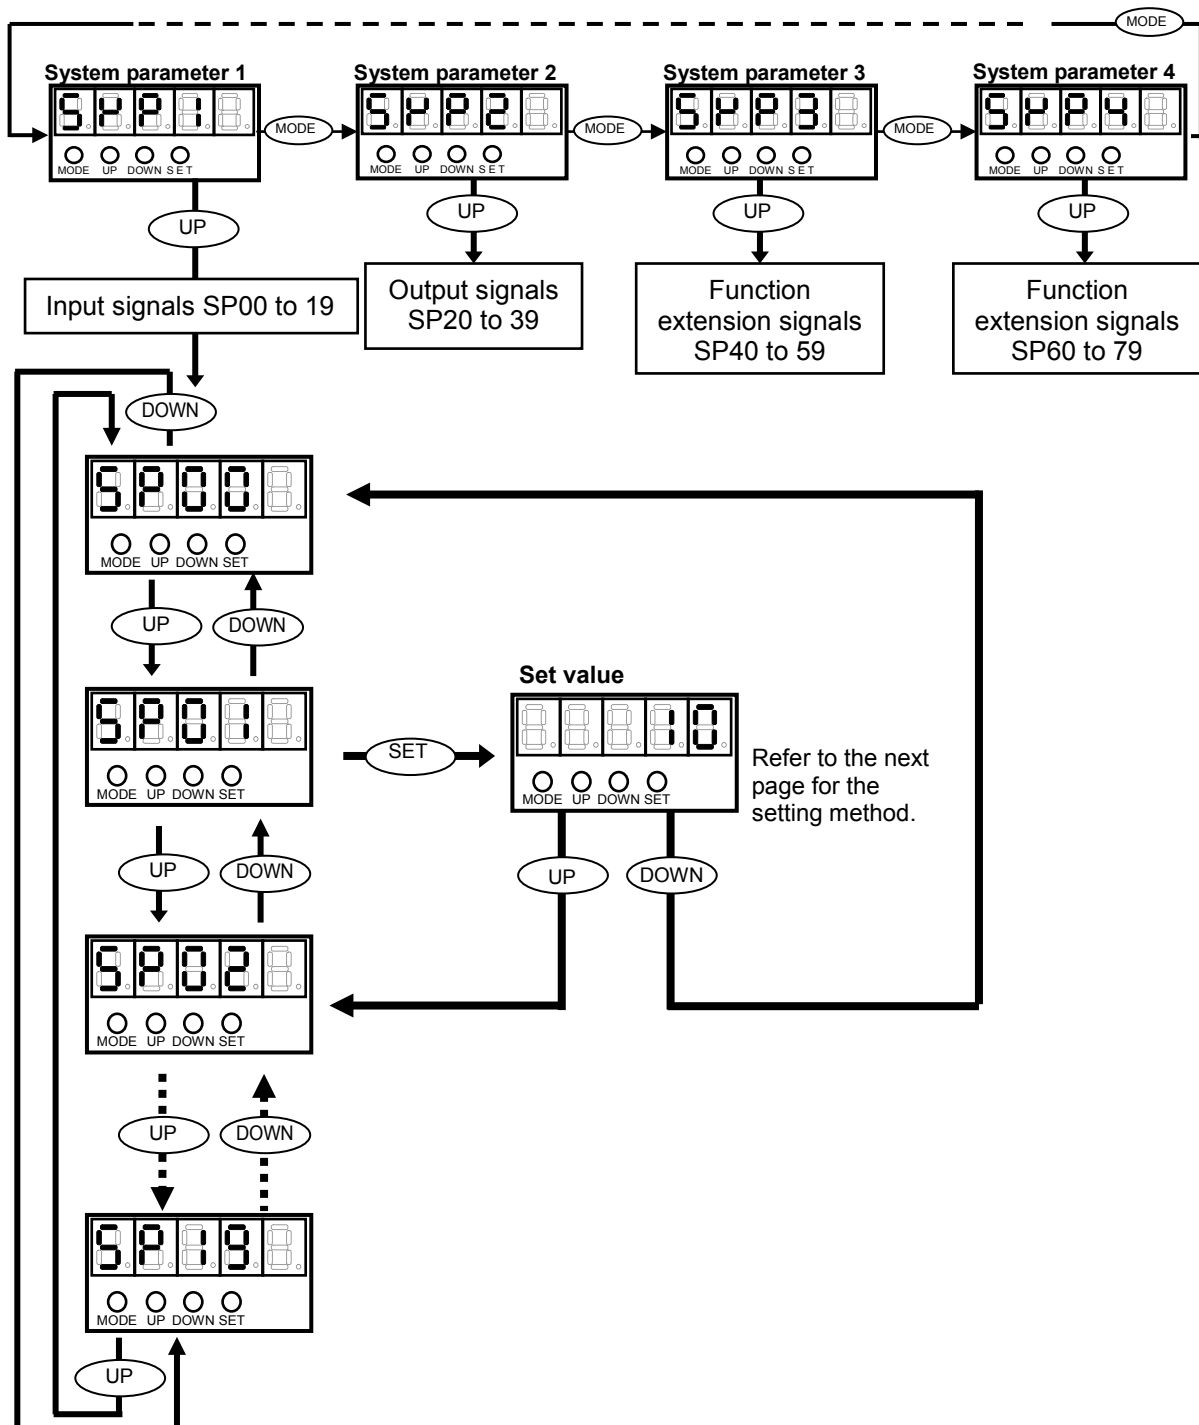 MODE
System parameter 1 System parameter 2 System parameter 3 System parameter 4
MODE MODE MODE
MODE UP DOWN SET MODE UP DOWN SET MODE UP DOWN SET MODE UP DOWN SET
UP UP UP UP
Input signals SP00 to 19
Output signals
SP20 to 39
Function
extension signals
SP40 to 59
Function
extension signals
SP60 to 79
DOWN
SP00
MODE UP DOWN SET
UP DOWN
SP01
MODE UP DOWN SET
SET
Set value
10
MODE UP DOWN SET
Refer to the next
page for the
setting method.
UP DOWN
UP DOWN
SP02
MODE UP DOWN SET
UP DOWN
SP19
MODE UP DOWN SET
UP